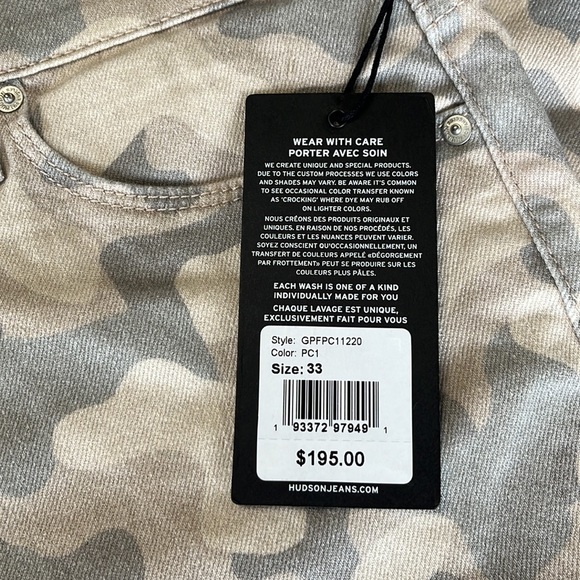 WEAR WITH CARE
PORTER AVEC SOIN
WE CREATE UNIQUE AND SPECIAL PRODUCTS.
DUE TO THE CUSTOM PROCESSES WE USE COLORS
AND SHADES MAY VARY. BE AWARE IT'S COMMON
TO SEE OCCASIONAL COLOR TRANSFER KNOWN
AS 'CROCKING' WHERE DYE MAY RUB OFF
ON LIGHTER COLORS.
NOUS CRÉONS DES PRODUITS ORIGINAUX ET
UNIQUES. EN RAISON DE NOS PROCÉDÉS, LES
COULEURS ET LES NUANCES PEUVENT VARIER.
SOYEZ CONSCIENT QU'OCCASIONNELLEMENT, UN
TRANSFERT DE COULEURS APPELÉ «DÉGORGEMENT
PAR FROTTEMENT» PEUT SE PRODUIRE SUR LES
COULEURS PLUS PÂLES.
EACH WASH IS ONE OF A KIND
INDIVIDUALLY MADE FOR YOU
CHAQUE LAVAGE EST UNIQUE,
EXCLUSIVEMENT FAIT POUR VOUS
Style: GPFPC11220
Color: PC1
Size: 33
1 93372 97949 1
$195.00
HUDSONJEANS.COM